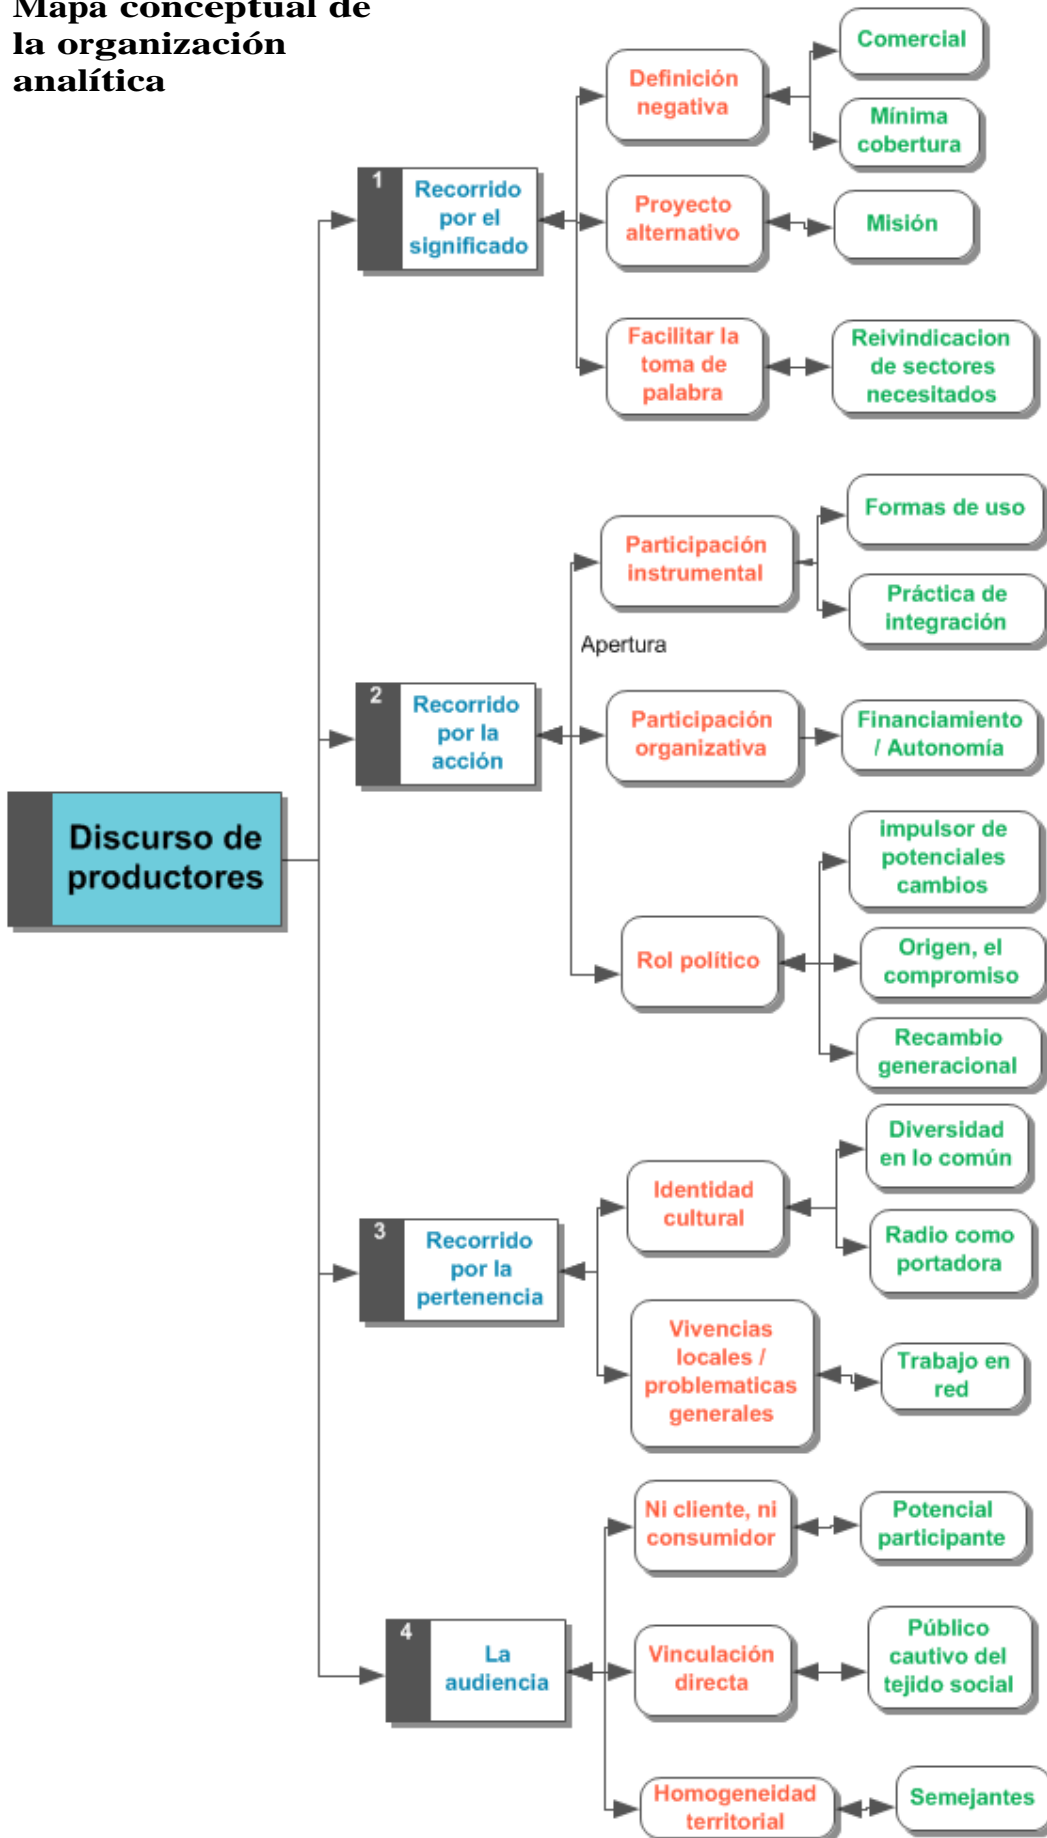 Mapa conceptual de
la organización
analítica
Discurso de
productores
1
Recorrido
por el
significado
Definición
negativa
Comercial
Mínima
cobertura
Proyecto
alternativo
Misión
Facilitar la
toma de
palabra
Reivindicacion
de sectores
necesitados
2
Recorrido
por la
acción
Apertura
Participación
instrumental
Formas de uso
Práctica de
integración
Participación
organizativa
Financiamiento
/ Autonomía
Rol político
impulsor de
potenciales
cambios
Origen, el
compromiso
Recambio
generacional
3
Recorrido
por la
pertenencia
Identidad
cultural
Diversidad
en lo común
Radio como
portadora
Vivencias
locales /
problematicas
generales
Trabajo en
red
4
La
audiencia
Ni cliente, ni
consumidor
Potencial
participante
Vinculación
directa
Público
cautivo del
tejido social
Homogeneidad
territorial
Semejantes